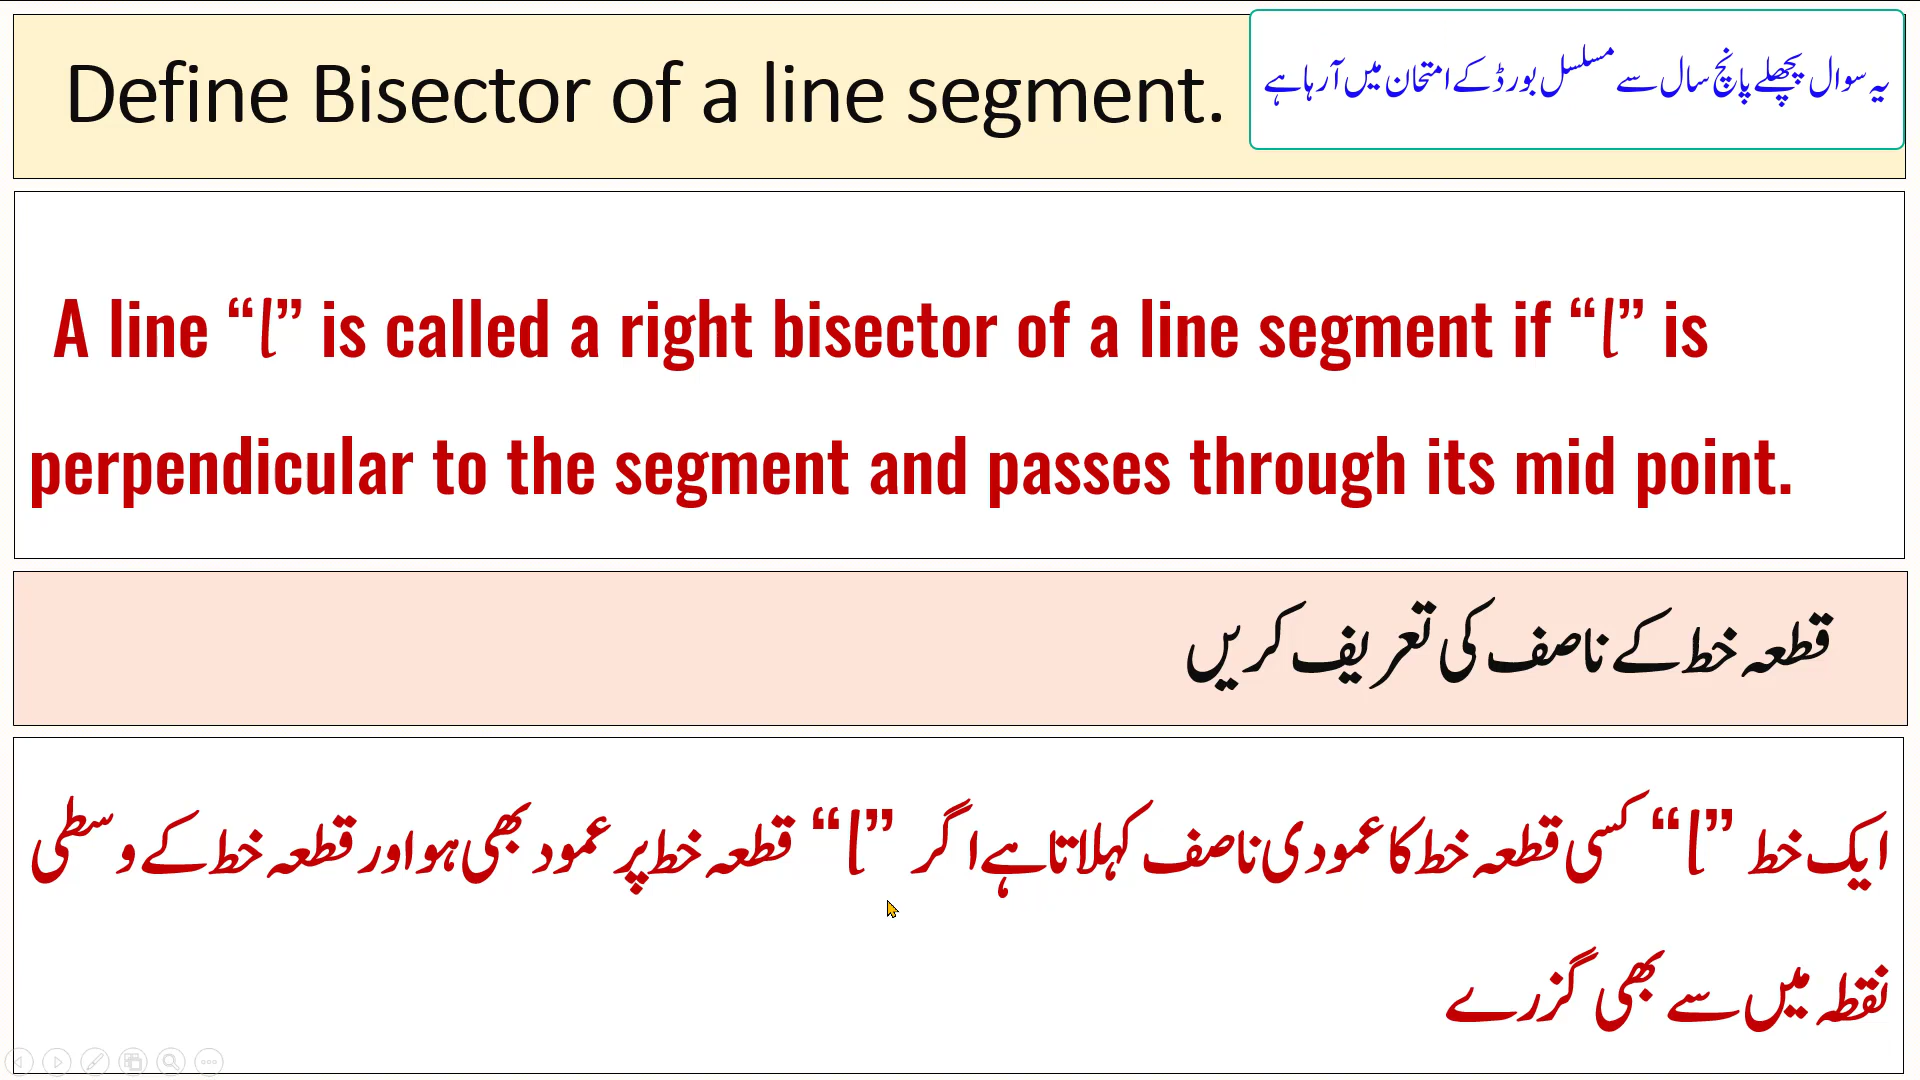 Define Bisector of a line segment.
یہ سوال پچھلے پانچ سال سے مسلسل بورڈ کے امتحان میں آرہا ہے
A line “l” is called a right bisector of a line segment if “l” is
perpendicular to the segment and passes through its mid point.
قطعہ خط کے ناصف کی تعریف کریں
ایک خط ”l“ کسی قطعہ خط کا عمودی ناصف کہلاتا ہے اگر ”l“ قطعہ خط پر عمود بھی ہو اور قطعہ خط کے وسطی
نقطہ میں سے بھی گزرے